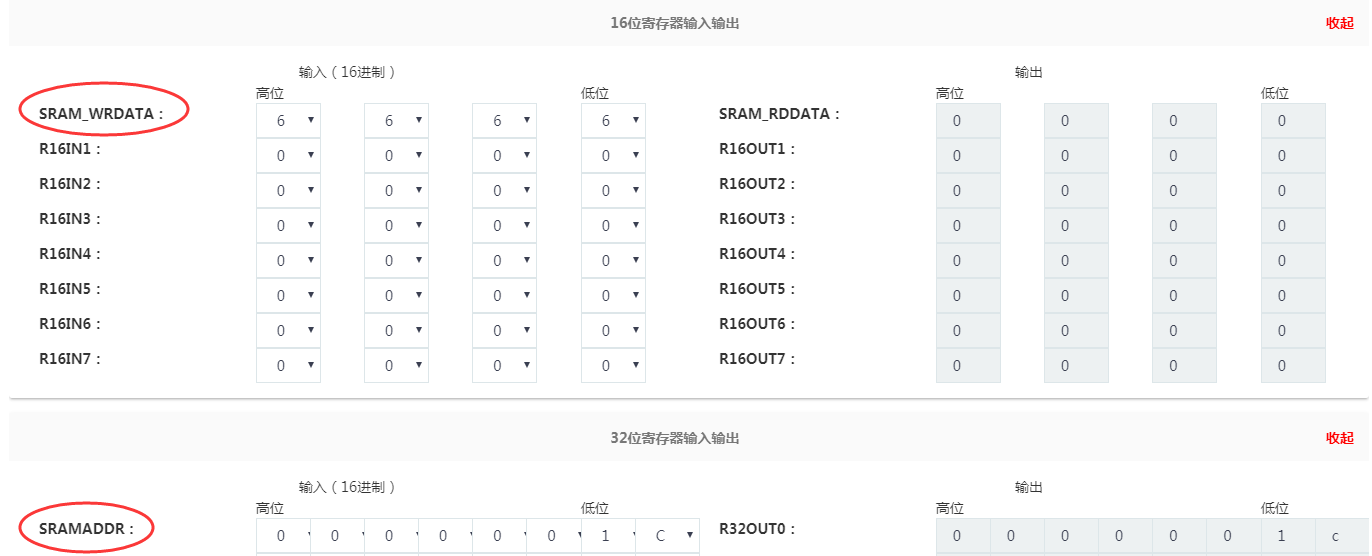 16位寄存器输入输出 收起
输入（16进制） 输出
高位 低位 高位 低位
SRAM_WRDATA： 6 6 6 6 SRAM_RDDATA： 0 0 0 0
R16IN1： 0 0 0 0 R16OUT1： 0 0 0 0
R16IN2： 0 0 0 0 R16OUT2： 0 0 0 0
R16IN3： 0 0 0 0 R16OUT3： 0 0 0 0
R16IN4： 0 0 0 0 R16OUT4： 0 0 0 0
R16IN5： 0 0 0 0 R16OUT5： 0 0 0 0
R16IN6： 0 0 0 0 R16OUT6： 0 0 0 0
R16IN7： 0 0 0 0 R16OUT7： 0 0 0 0
32位寄存器输入输出 收起
输入（16进制） 输出
高位 低位 高位 低位
SRAMADDR： 0 0 0 0 0 0 1 C R32OUT0： 0 0 0 0 0 0 1 c